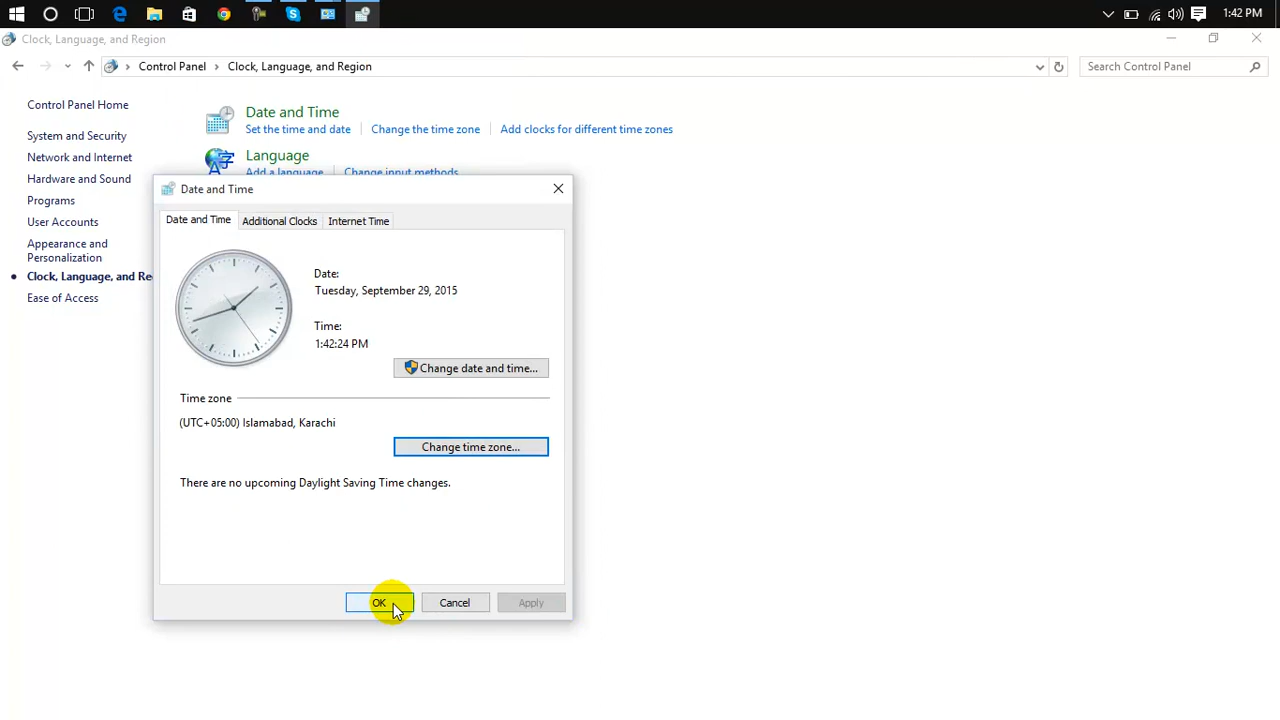 1:42 PM
Clock, Language, and Region
Control Panel > Clock, Language, and Region
Search Control Panel
Control Panel Home
System and Security
Network and Internet
Hardware and Sound
Programs
User Accounts
Appearance and
Personalization
Clock, Language, and Re
Ease of Access
Date and Time
Set the time and date
Change the time zone
Add clocks for different time zones
Language
Add a language
Change input methods
Date and Time
Date and Time
Additional Clocks
Internet Time
Date:
Tuesday, September 29, 2015
Time:
1:42:24 PM
Change date and time...
Time zone
(UTC+05:00) Islamabad, Karachi
Change time zone...
There are no upcoming Daylight Saving Time changes.
OK
Cancel
Apply